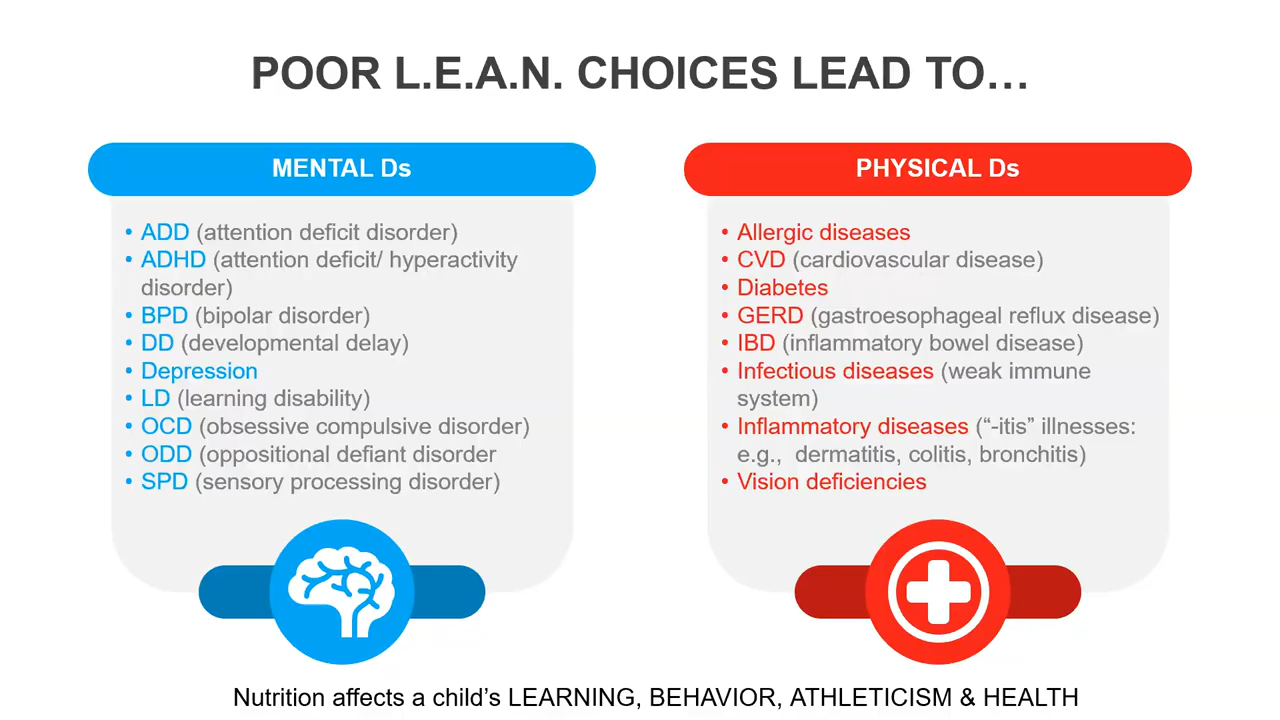 POOR L.E.A.N. CHOICES LEAD TO…
MENTAL Ds
• ADD (attention deficit disorder)
• ADHD (attention deficit/ hyperactivity
disorder)
• BPD (bipolar disorder)
• DD (developmental delay)
• Depression
• LD (learning disability)
• OCD (obsessive compulsive disorder)
• ODD (oppositional defiant disorder
• SPD (sensory processing disorder)
PHYSICAL Ds
• Allergic diseases
• CVD (cardiovascular disease)
• Diabetes
• GERD (gastroesophageal reflux disease)
• IBD (inflammatory bowel disease)
• Infectious diseases (weak immune
system)
• Inflammatory diseases (“-itis” illnesses:
e.g., dermatitis, colitis, bronchitis)
• Vision deficiencies
Nutrition affects a child’s LEARNING, BEHAVIOR, ATHLETICISM & HEALTH